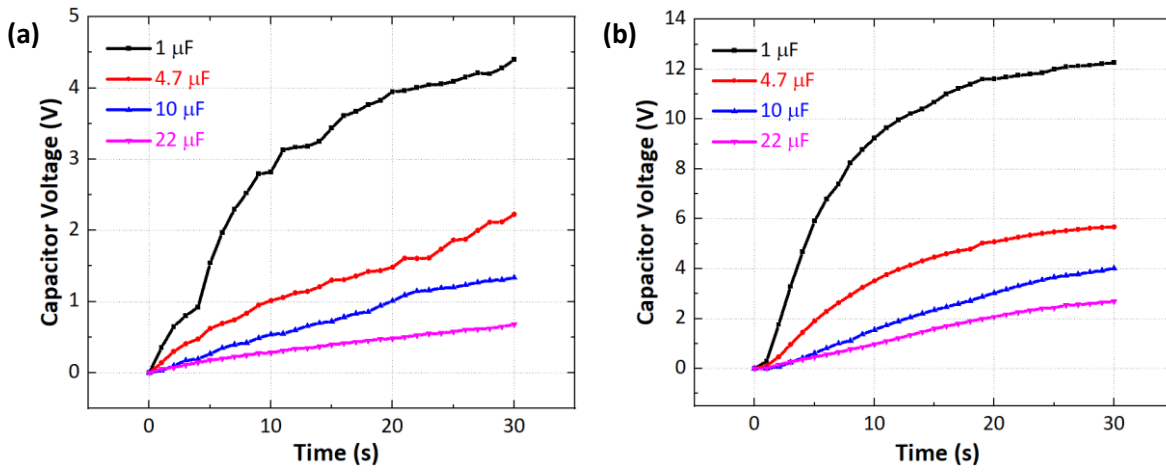 (a)
5
4
3
2
1
0
Capacitor Voltage (V)
1 μF
4.7 μF
10 μF
22 μF
0
10
20
30
Time (s)
(b)
14
12
10
8
6
4
2
0
Capacitor Voltage (V)
1 μF
4.7 μF
10 μF
22 μF
0
10
20
30
Time (s)